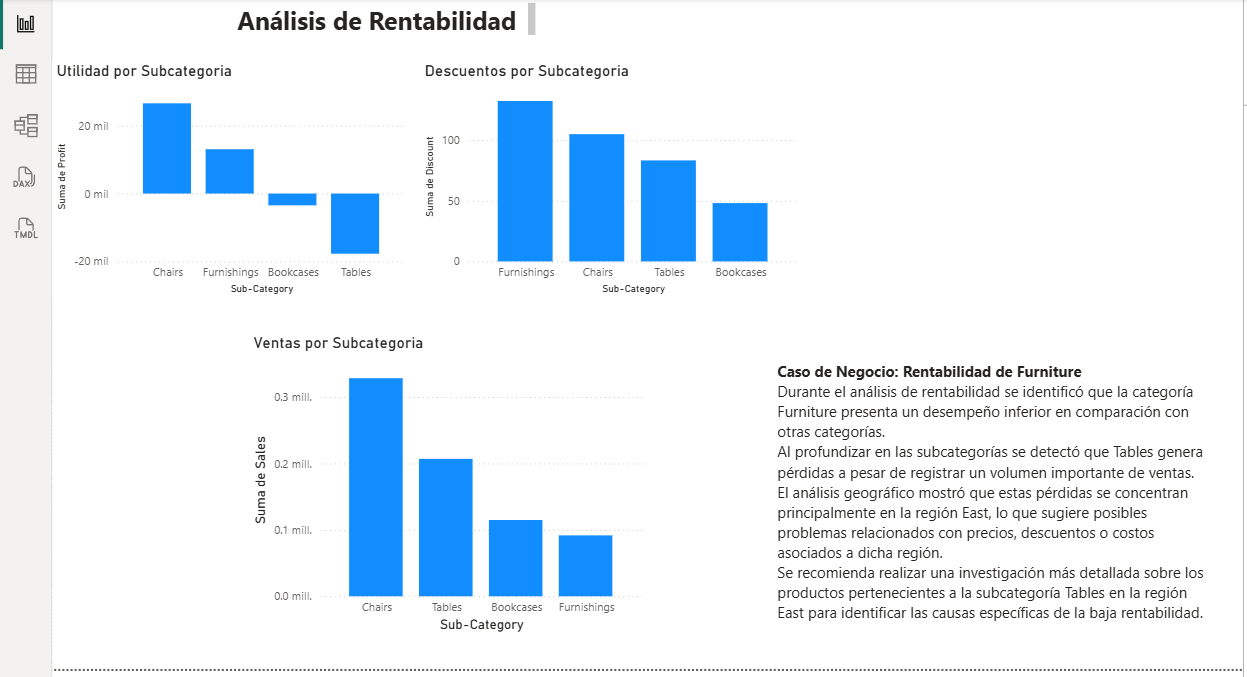 Análisis de Rentabilidad
Utilidad por Subcategoria
Suma de Profit
20 mil
0 mil
-20 mil
Chairs
Furnishings
Bookcases
Tables
Sub-Category
Descuentos por Subcategoria
Suma de Discount
100
50
0
Furnishings
Chairs
Tables
Bookcases
Sub-Category
Ventas por Subcategoria
Suma de Sales
0.3 mill.
0.2 mill.
0.1 mill.
0.0 mill.
Chairs
Tables
Bookcases
Furnishings
Sub-Category
Caso de Negocio: Rentabilidad de Furniture
Durante el análisis de rentabilidad se identificó que la categoría
Furniture presenta un desempeño inferior en comparación con
otras categorías.
Al profundizar en las subcategorías se detectó que Tables genera
pérdidas a pesar de registrar un volumen importante de ventas.
El análisis geográfico mostró que estas pérdidas se concentran
principalmente en la región East, lo que sugiere posibles
problemas relacionados con precios, descuentos o costos
asociados a dicha región.
Se recomienda realizar una investigación más detallada sobre los
productos pertenecientes a la subcategoría Tables en la región
East para identificar las causas específicas de la baja rentabilidad.
DAX
TMDL